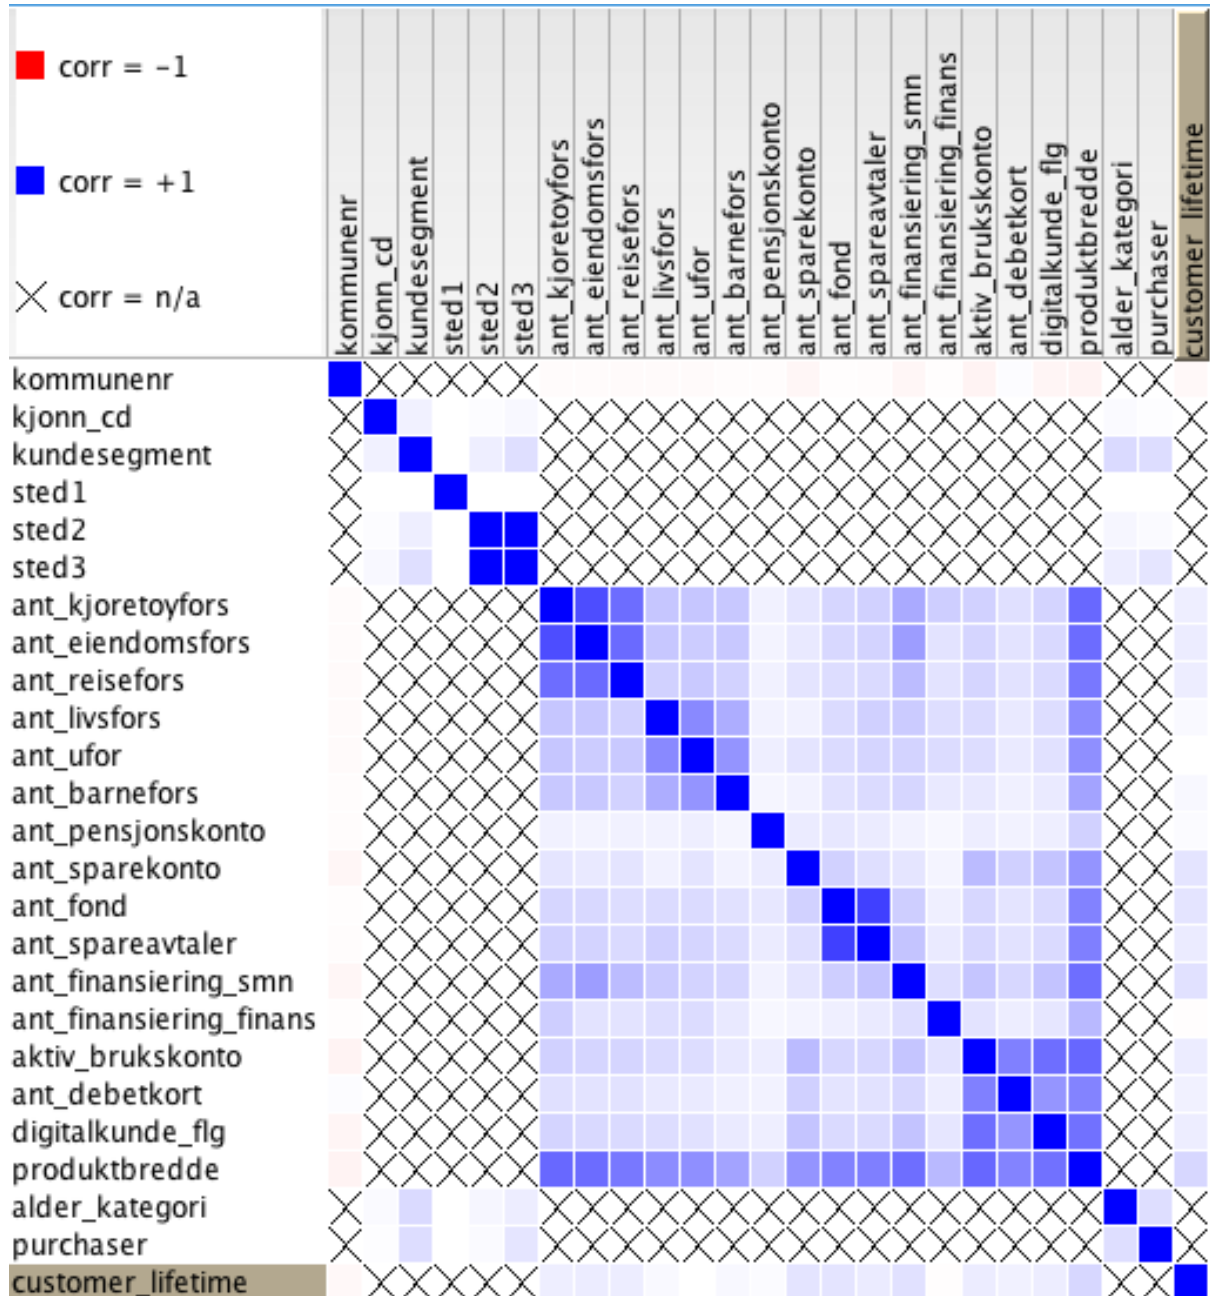 corr = -1
corr = +1
corr = n/a
kommunenr
kjonn_cd
kundesegment
sted1
sted2
sted3
ant_kjoretoyfors
ant_eiendomsfors
ant_reisefors
ant_livsfors
ant_ufor
ant_barnefors
ant_pensjonskonto
ant_sparekonto
ant_fond
ant_spareavtaler
ant_finansiering_smn
ant_finansiering_finans
aktiv_brukskonto
ant_debetkort
digitalkunde_flg
produktbredde
alder_kategori
purchaser
customer_lifetime
kommunenr
kjonn_cd
kundesegment
sted1
sted2
sted3
ant_kjoretoyfors
ant_eiendomsfors
ant_reisefors
ant_livsfors
ant_ufor
ant_barnefors
ant_pensjonskonto
ant_sparekonto
ant_fond
ant_spareavtaler
ant_finansiering_smn
ant_finansiering_finans
aktiv_brukskonto
ant_debetkort
digitalkunde_flg
produktbredde
alder_kategori
purchaser
customer_lifetime